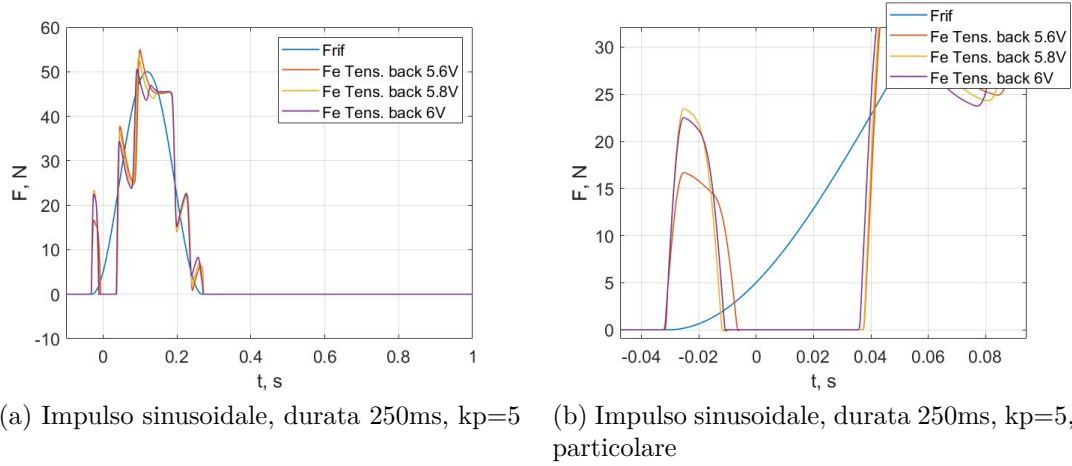 60
50
40
30
20
10
0
-10
F, N
0
0.2
0.4
0.6
0.8
1
t, s
Frif
Fe Tens. back 5.6V
Fe Tens. back 5.8V
Fe Tens. back 6V
(a) Impulso sinusoidale, durata 250ms, kp=5
30
25
20
15
10
5
0
F, N
-0.04
-0.02
0
0.02
0.04
0.06
0.08
t, s
Frif
Fe Tens. back 5.6V
Fe Tens. back 5.8V
Fe Tens. back 6V
(b) Impulso sinusoidale, durata 250ms, kp=5,
particolare